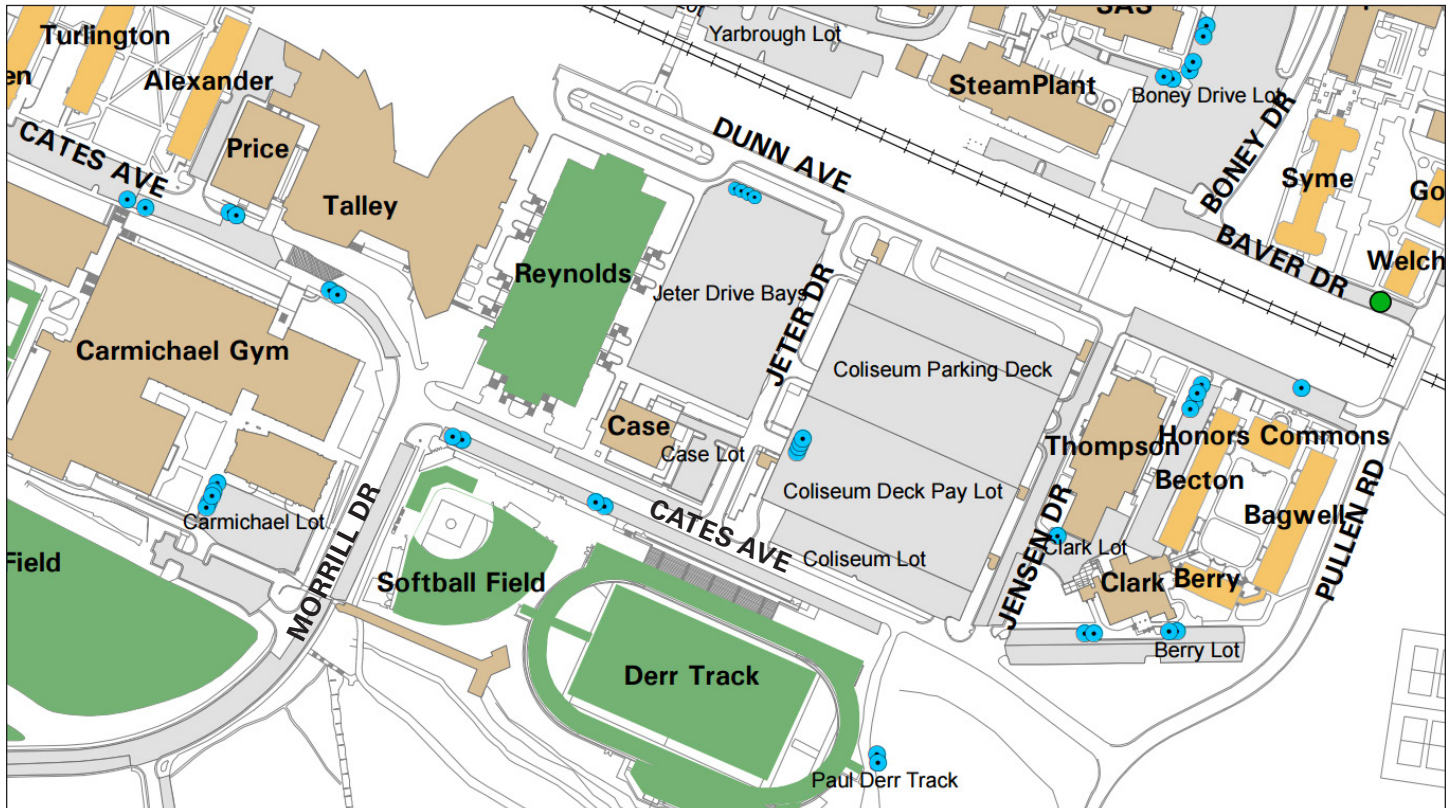 SAS
Yarbrough Lot
Turlington
Alexander
SteamPlant
Boney Drive Lot
CATES AVE
Price
DUNN AVE
BONEY DR
Syme
Talley
BAVER DR
Welch
Reynolds
Jeter Drive Bays
JETER DR
Carmichael Gym
Coliseum Parking Deck
Case
Case Lot
Thompson
Honors Commons
Becton
Coliseum Deck Pay Lot
Bagwell
PULLEN RD
Carmichael Lot
CATES AVE
JENSEN DR
Clark Lot
Coliseum Lot
Field
MORRILL DR
Softball Field
Clark
Berry
Berry Lot
Derr Track
Paul Derr Track